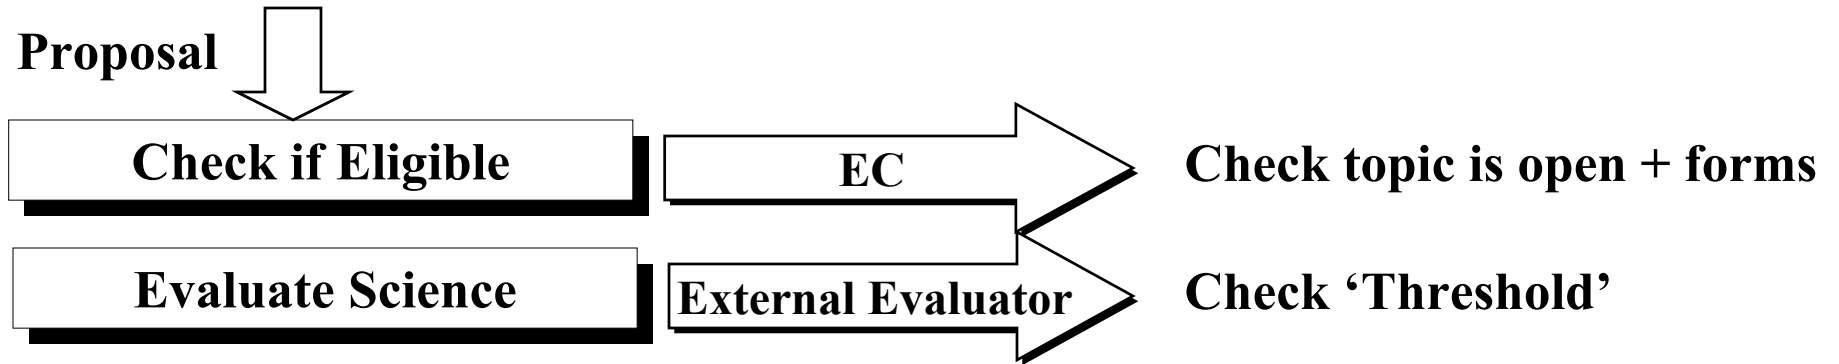 Proposal
Check if Eligible
EC
Check topic is open + forms
Evaluate Science
External Evaluator
Check ‘Threshold’